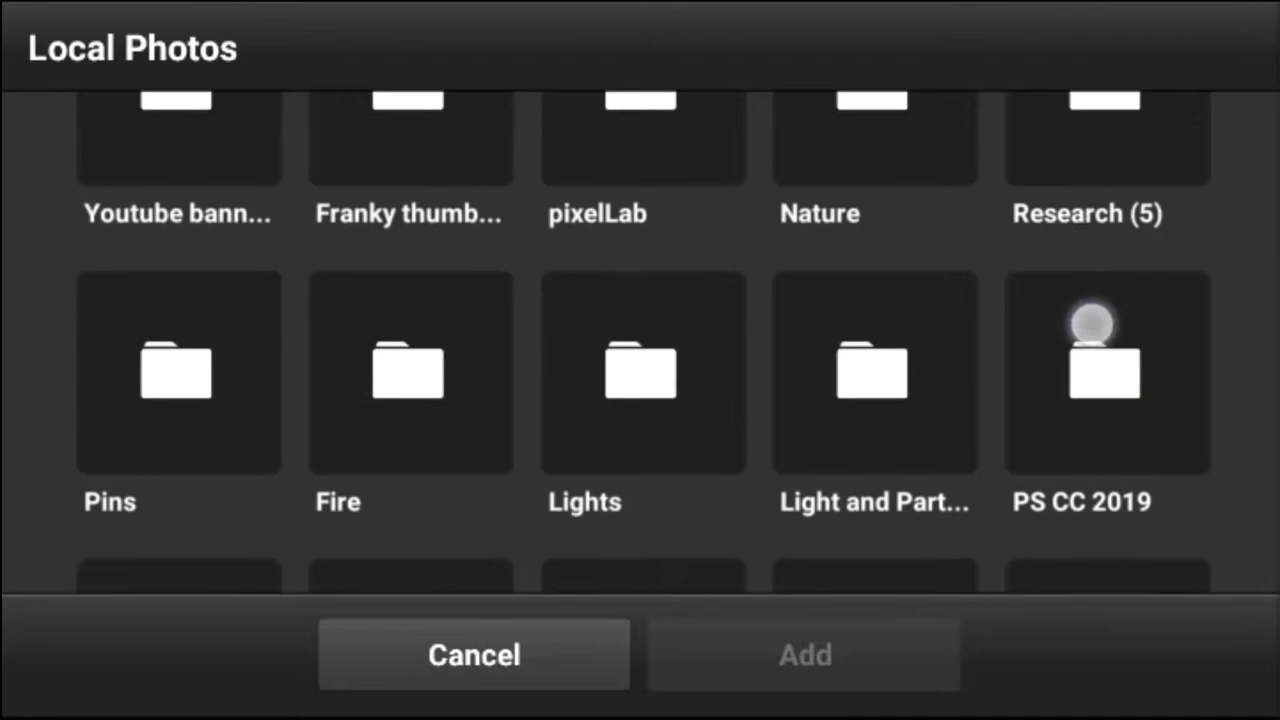 Local Photos
Youtube bann...
Franky thumb...
pixelLab
Nature
Research (5)
Pins
Fire
Lights
Light and Part...
PS CC 2019
Cancel
Add